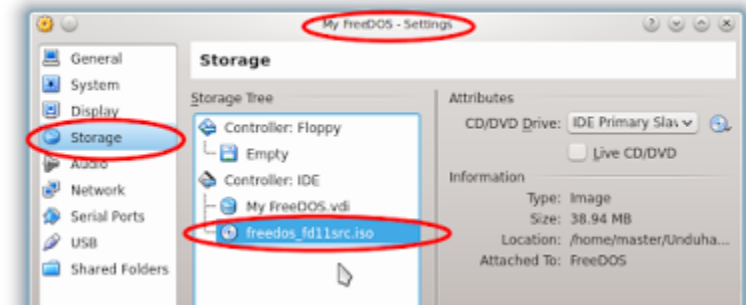 My FreeDOS - Settings
General
System
Display
Storage
Audio
Network
Serial Ports
USB
Shared Folders
Storage
Storage Tree
Controller: Floppy
Empty
Controller: IDE
My FreeDOS.vdi
freedos_fd11src.iso
Attributes
CD/DVD Drive: IDE Primary Slav
Live CD/DVD
Information
Type: Image
Size: 38.94 MB
Location: /home/master/Unduha...
Attached To: FreeDOS